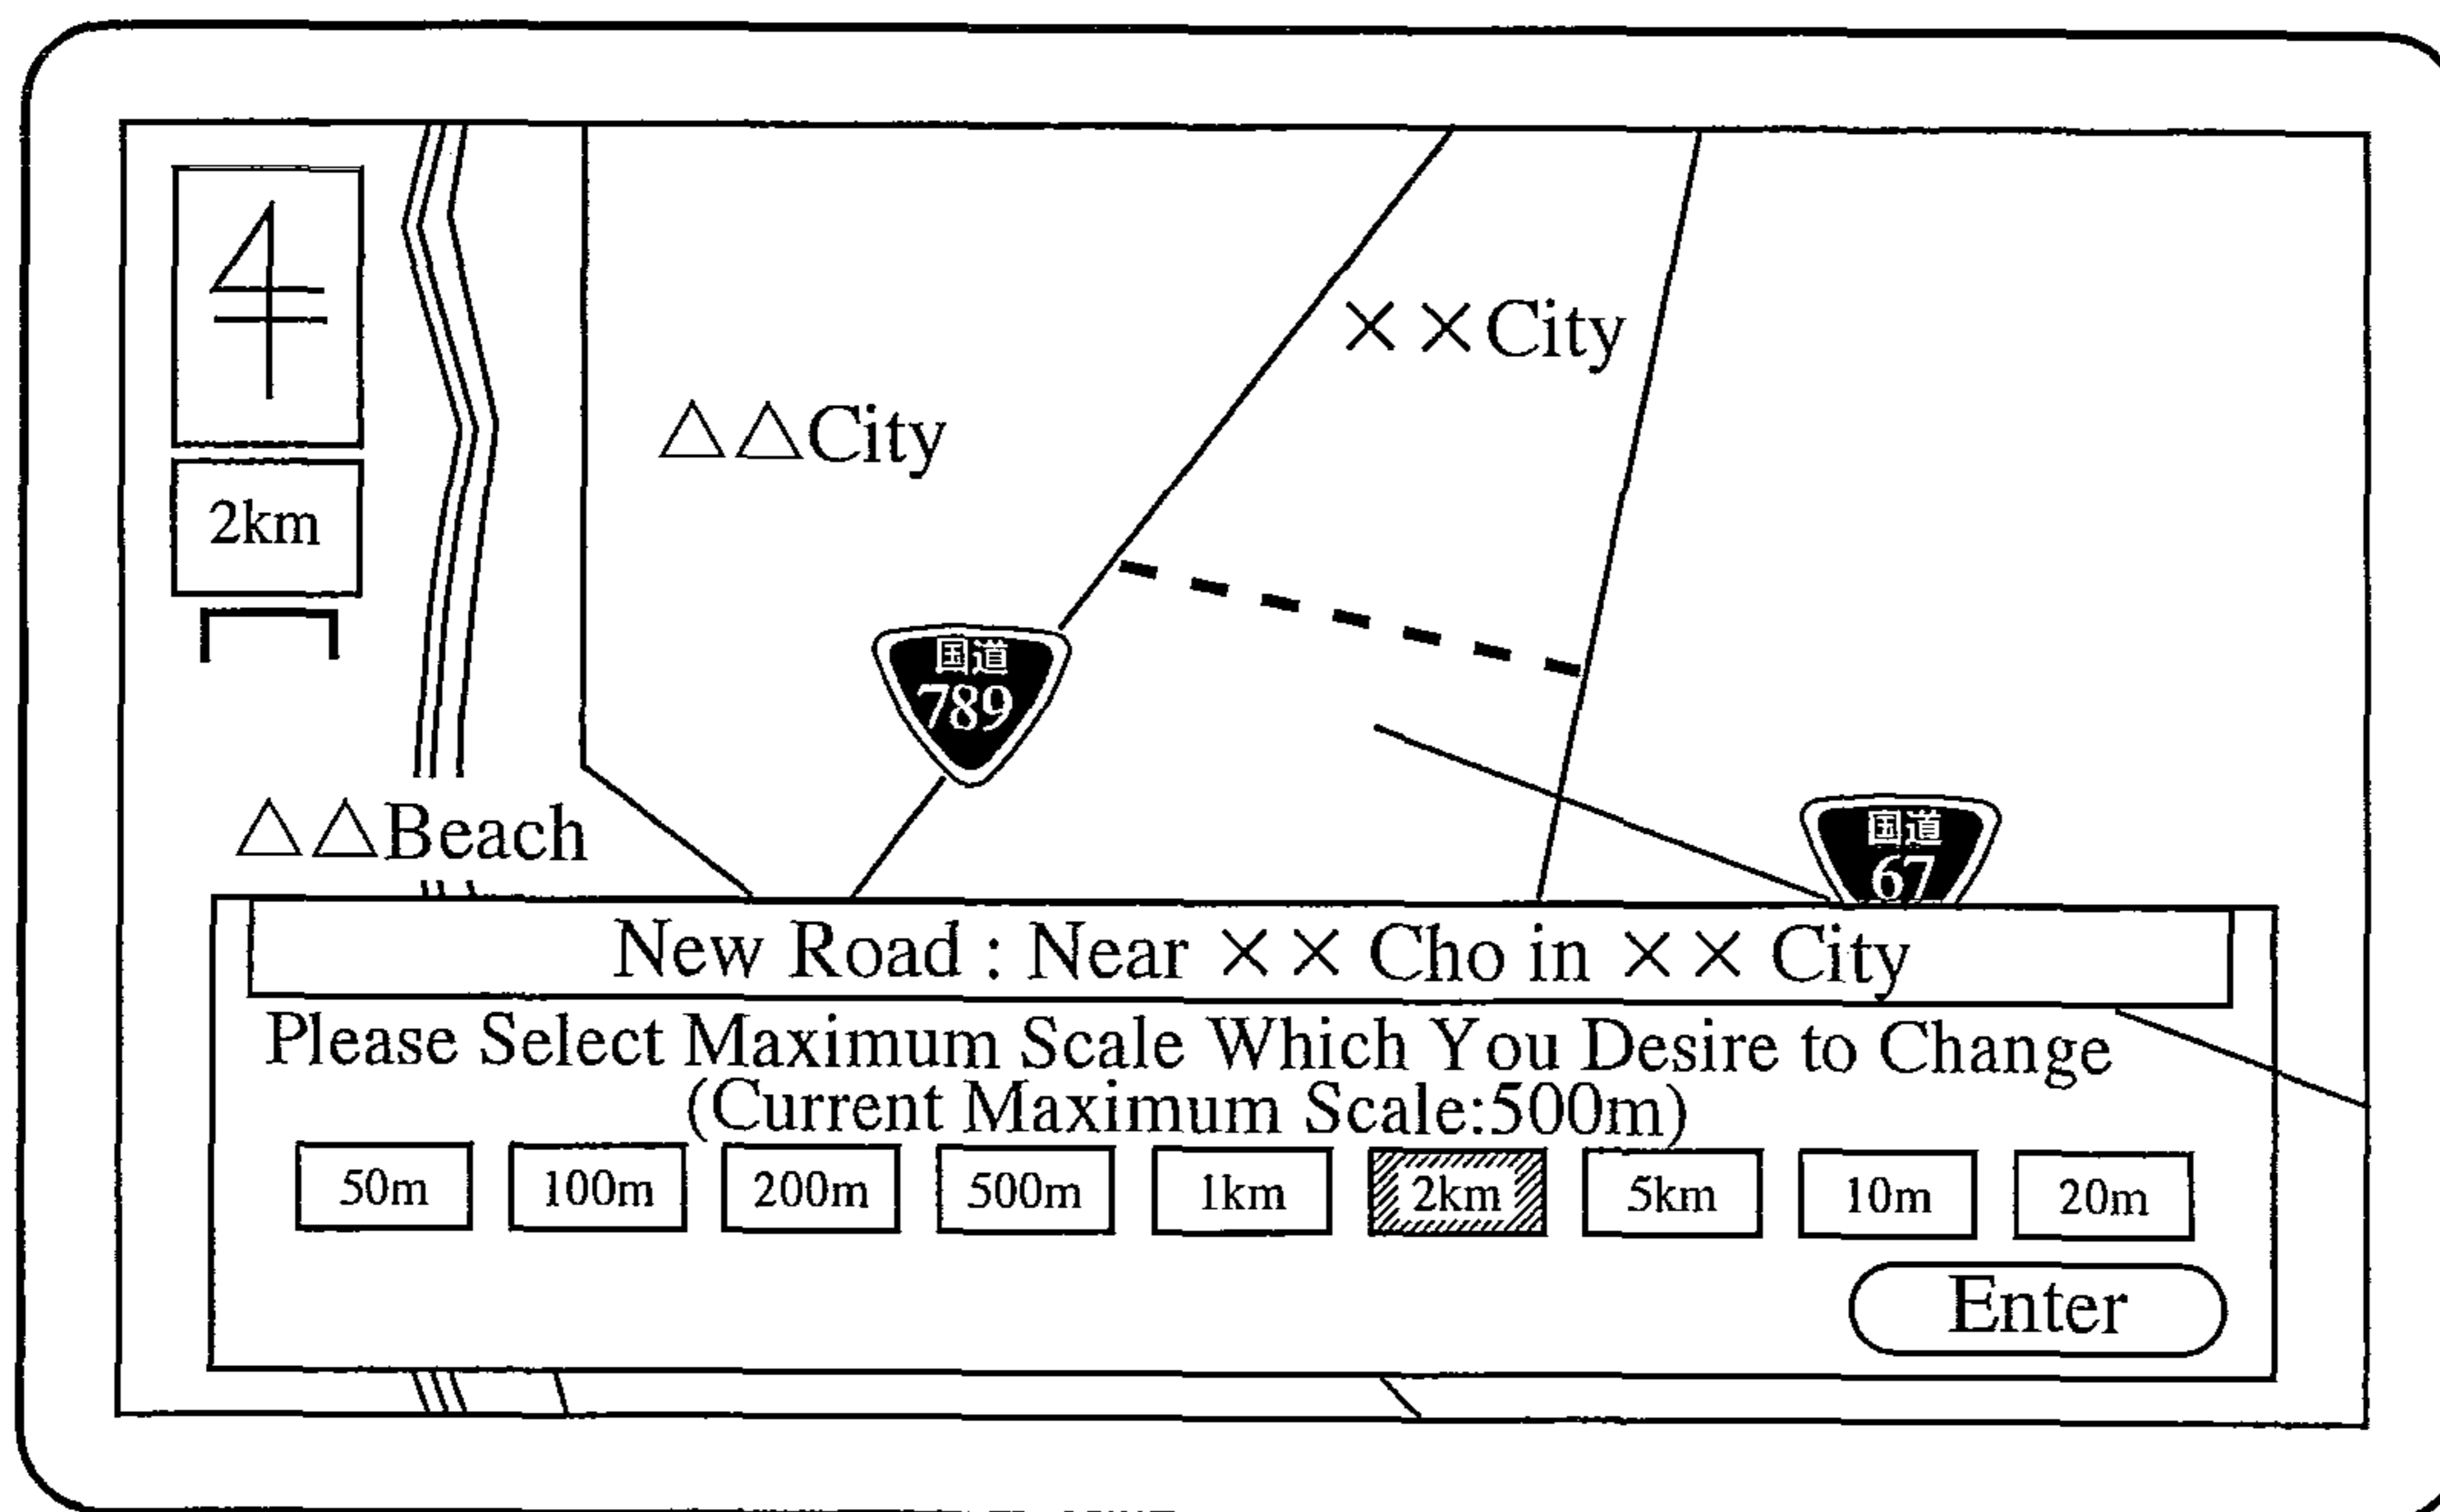 ××City
△△City
2km
国道
789
△△Beach
国道
67
New Road : Near ×× Cho in ×× City
Please Select Maximum Scale Which You Desire to Change
(Current Maximum Scale:500m)
50m 100m 200m 500m 1km 2km 5km 10m 20m
Enter